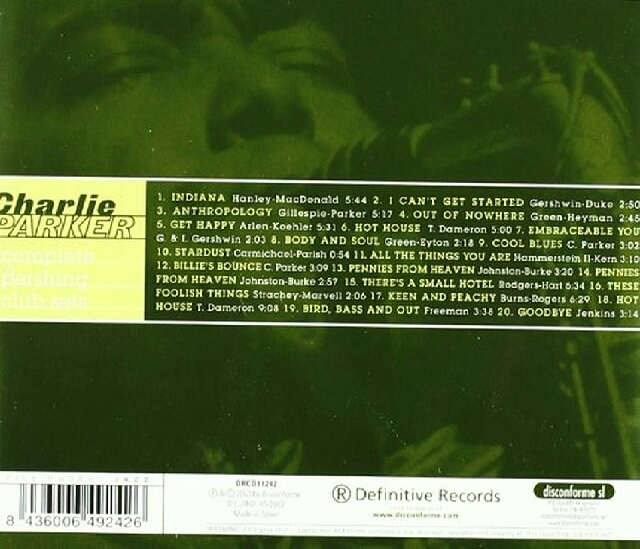 Charlie
PARKER
complete
pershing
club sets
1. INDIANA Hanley-MacDonald 5:44 2. I CAN'T GET STARTED Gershwin-Duke 2:50
3. ANTHROPOLOGY Gillespie-Parker 5:17 4. OUT OF NOWHERE Green-Heyman 2:45
5. GET HAPPY Arlen-Koehler 5:31 6. HOT HOUSE T. Dameron 5:00 7. EMBRACEABLE YOU
G. & I. Gershwin 2:03 8. BODY AND SOUL Green-Eyton 2:18 9. COOL BLUES C. Parker 3:02
10. STARDUST Carmichael-Parish 0:54 11. ALL THE THINGS YOU ARE Hammerstein II-Kern 3:10
12. BILLIE'S BOUNCE C. Parker 3:09 13. PENNIES FROM HEAVEN Johnston-Burke 3:20 14. PENNIES
FROM HEAVEN Johnston-Burke 2:57 15. THERE'S A SMALL HOTEL Rodgers-Hart 6:34 16. THESE
FOOLISH THINGS Strachey-Marvell 2:06 17. KEEN AND PEACHY Burns-Rogers 6:29 18. HOT
HOUSE T. Dameron 9:08 19. BIRD, BASS AND OUT Freeman 3:38 20. GOODBYE Jenkins 3:14
JAZZ
8 436006 492426
DRCD11242
Made in Spain
® Definitive Records
www.disconforme.com
disconforme sl